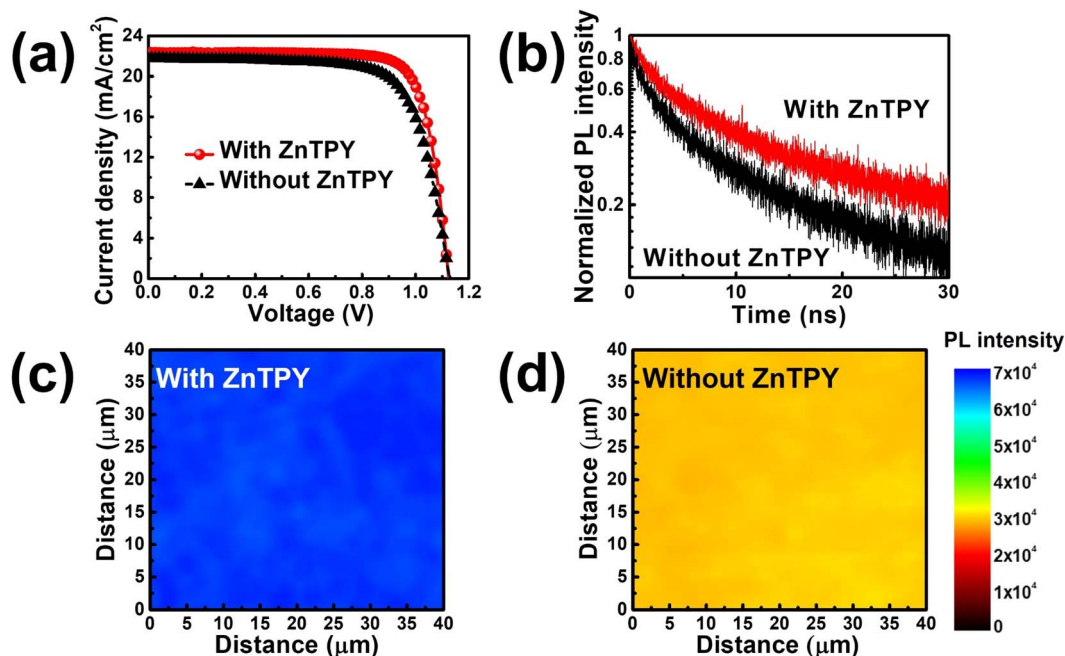 (a)
Current density (mA/cm²)
24
20
16
12
8
4
0
With ZnTPY
Without ZnTPY
0.0 0.2 0.4 0.6 0.8 1.0 1.2
Voltage (V)
(b)
Normalized PL intensity
1
0.8
0.6
0.4
0.2
With ZnTPY
Without ZnTPY
0 10 20 30
Time (ns)
(c)
With ZnTPY
Distance (μm)
40
35
30
25
20
15
10
5
0
0 5 10 15 20 25 30 35 40
Distance (μm)
(d)
Without ZnTPY
Distance (μm)
40
35
30
25
20
15
10
5
0
0 5 10 15 20 25 30 35 40
Distance (μm)
PL intensity
7x10⁴
6x10⁴
5x10⁴
4x10⁴
3x10⁴
2x10⁴
1x10⁴
0